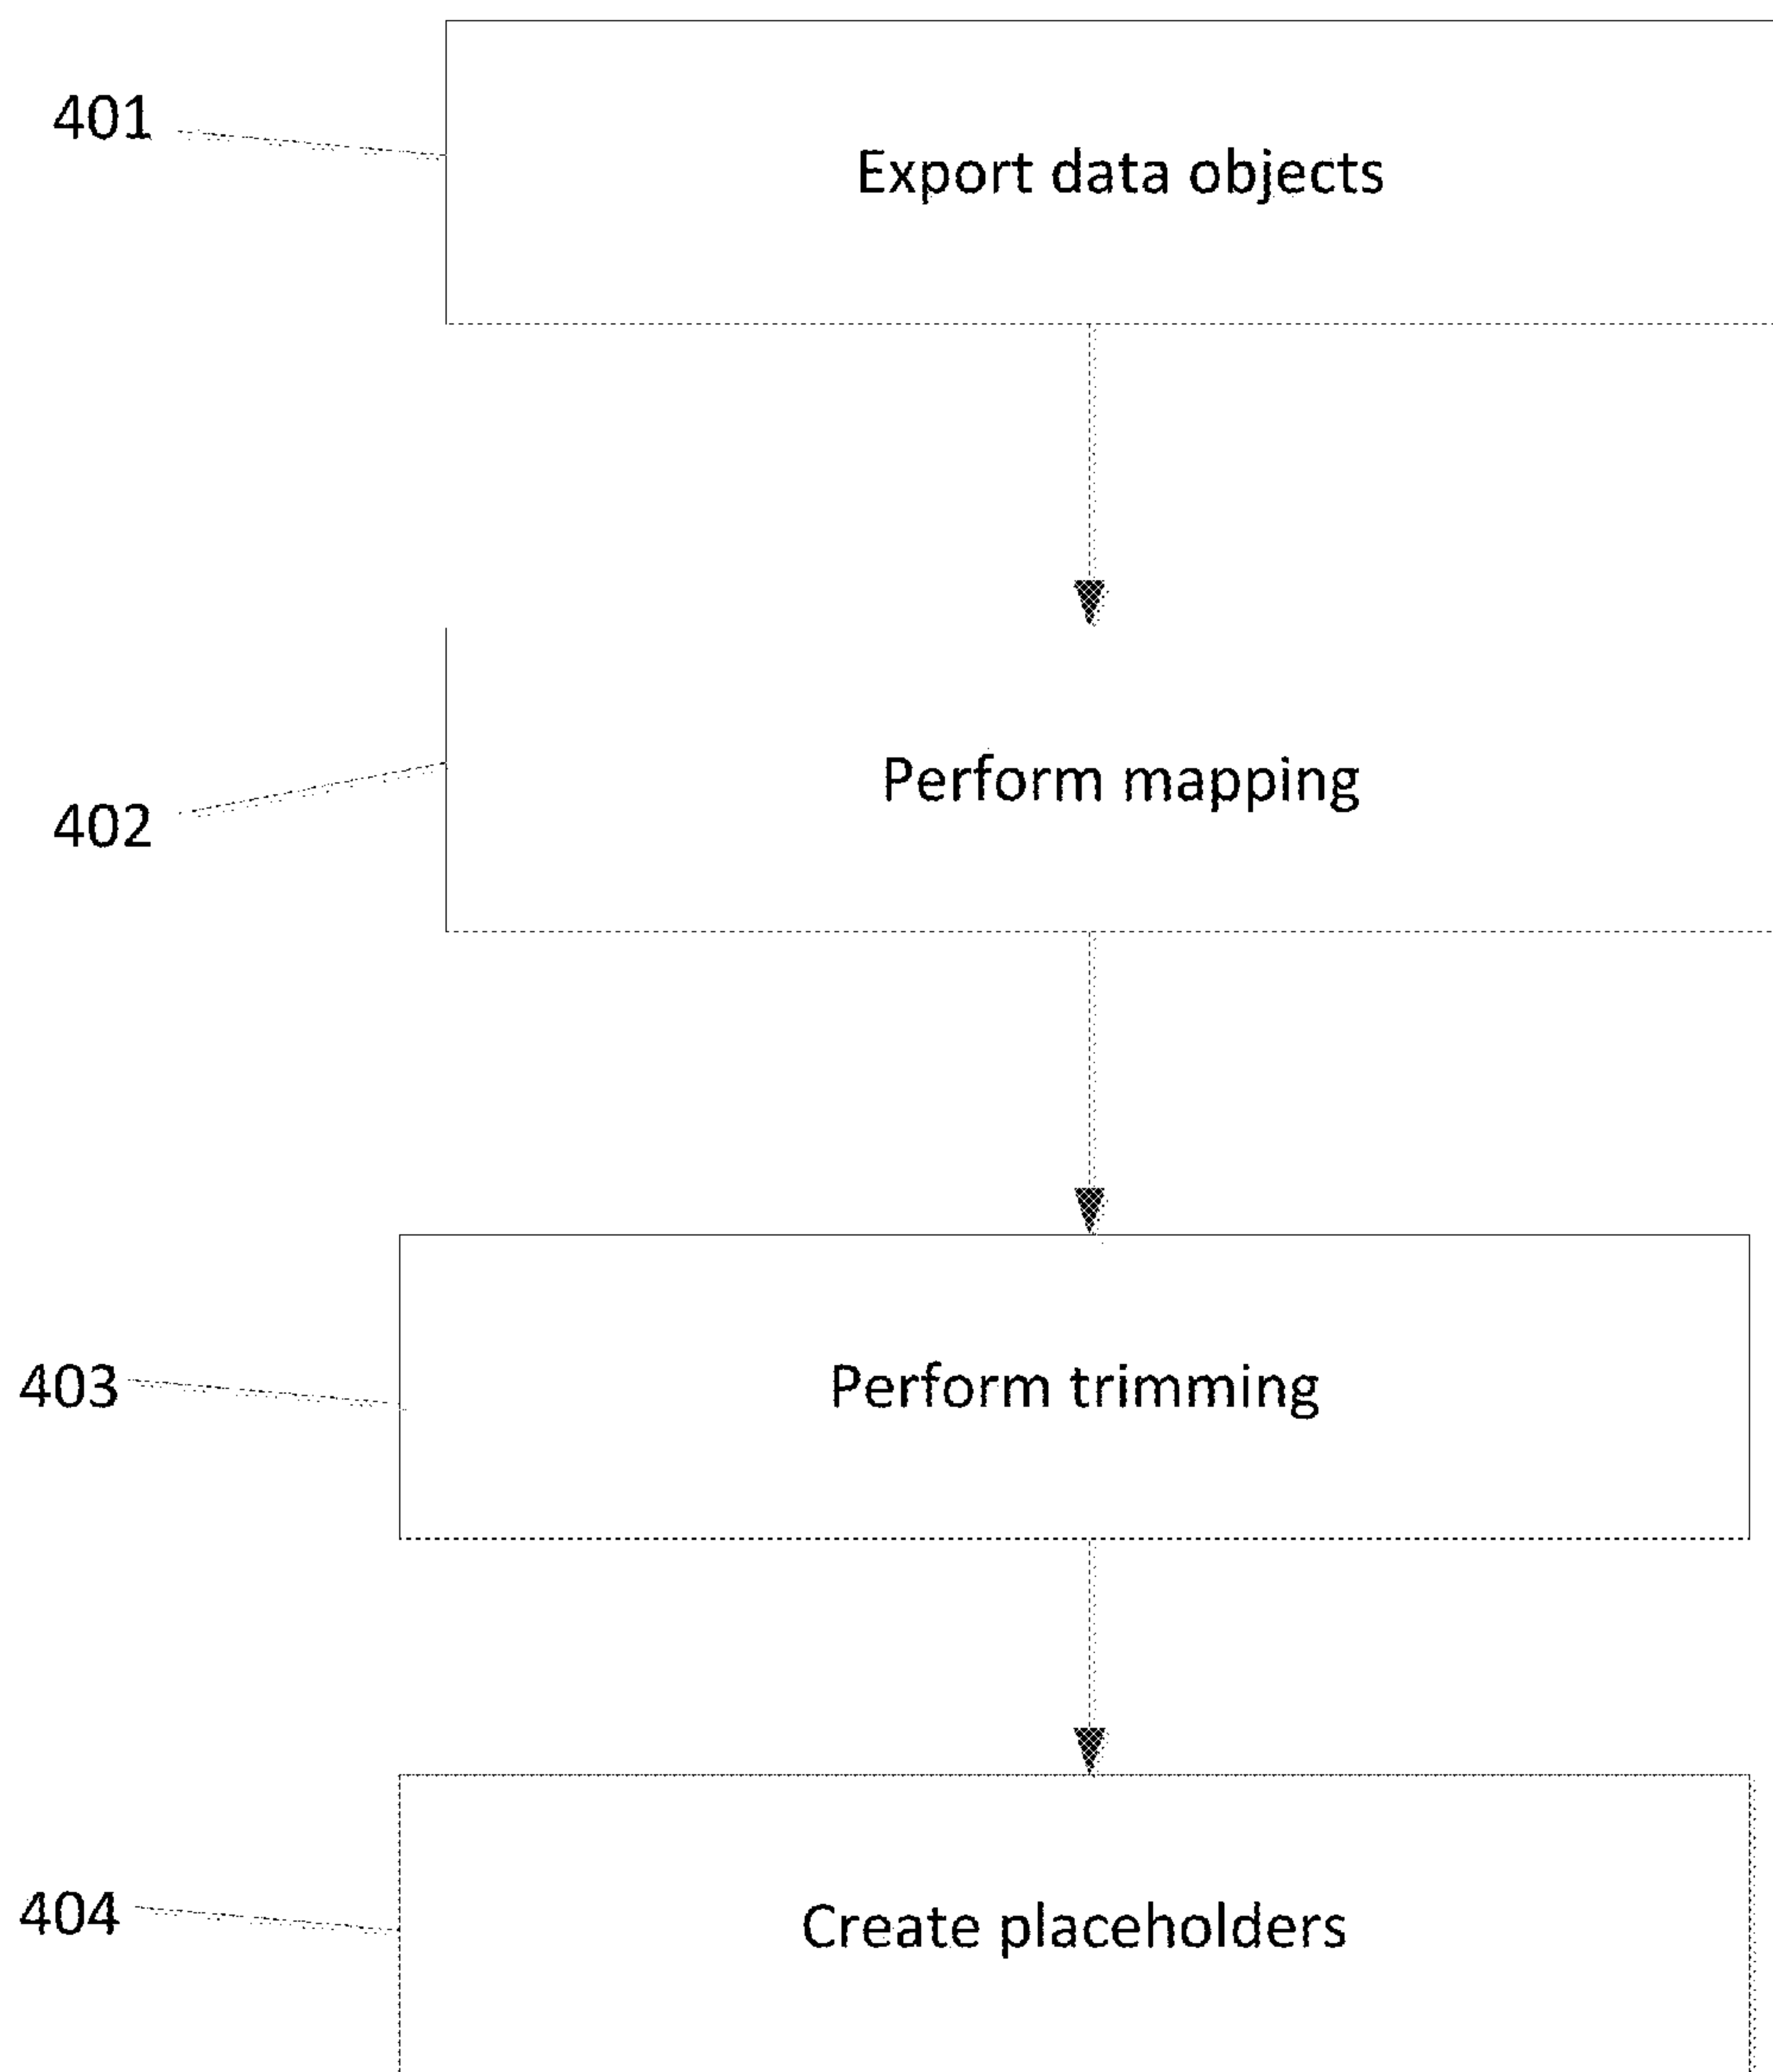 401
Export data objects
Perform mapping
402
403
Perform trimming
404
Create placeholders